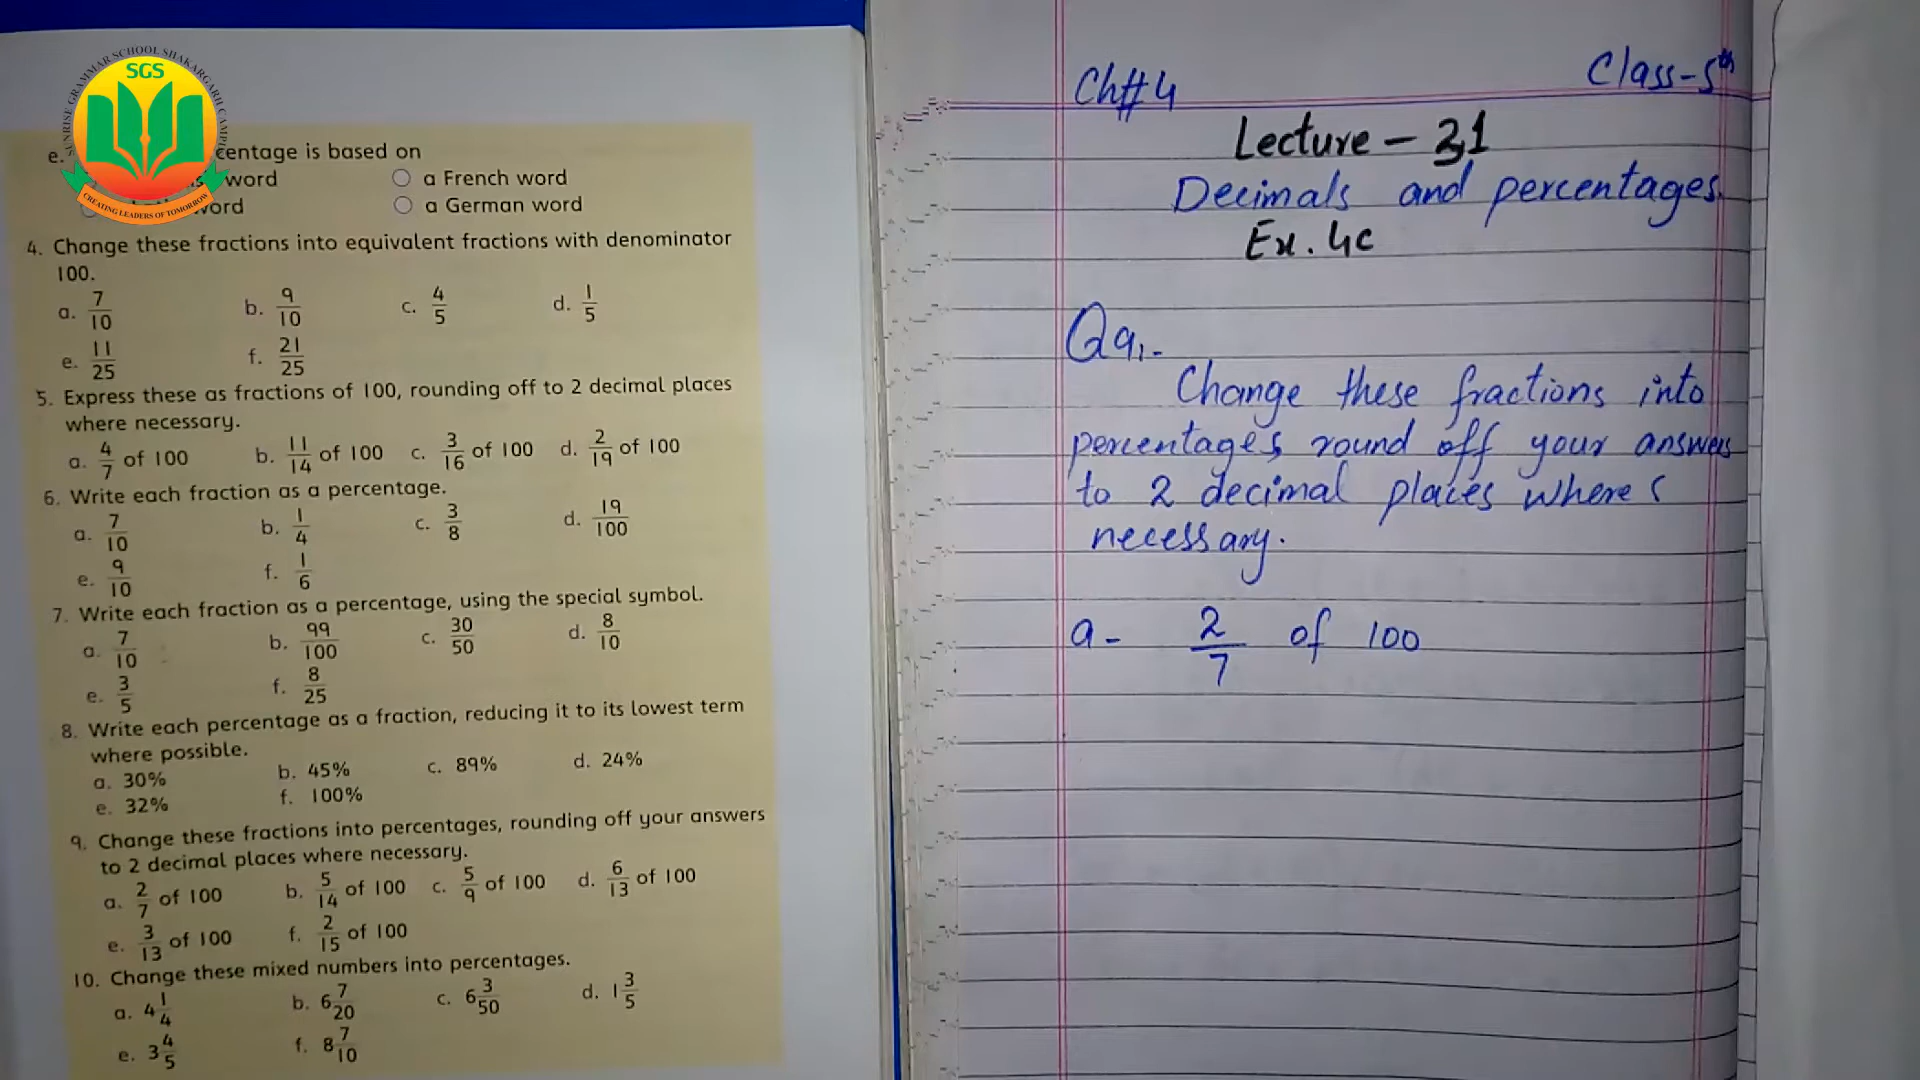 SUNRISE GRAMMAR SCHOOL SHAKARGARH CAMPUS
SGS
CREATING LEADERS OF TOMORROW
e. centage is based on
word a French word
word a German word
4. Change these fractions into equivalent fractions with denominator
100.
a. 7/10 b. 9/10 c. 4/5 d. 1/5
e. 11/25 f. 21/25
5. Express these as fractions of 100, rounding off to 2 decimal places
where necessary.
a. 4/7 of 100 b. 11/14 of 100 c. 3/16 of 100 d. 2/19 of 100
6. Write each fraction as a percentage.
a. 7/10 b. 1/4 c. 3/8 d. 19/100
e. 9/10 f. 1/6
7. Write each fraction as a percentage, using the special symbol.
a. 7/10 b. 99/100 c. 30/50 d. 8/10
e. 3/5 f. 8/25
8. Write each percentage as a fraction, reducing it to its lowest term
where possible.
a. 30% b. 45% c. 89% d. 24%
e. 32% f. 100%
9. Change these fractions into percentages, rounding off your answers
to 2 decimal places where necessary.
a. 2/7 of 100 b. 5/14 of 100 c. 5/9 of 100 d. 6/13 of 100
e. 3/13 of 100 f. 2/15 of 100
10. Change these mixed numbers into percentages.
a. 4 1/4 b. 6 7/20 c. 6 3/50 d. 1 3/5
e. 3 4/5 f. 8 7/10
Ch# 4 Class-5th
Lecture - 31
Decimals and percentages
Ex. 4c
Q9.-
Change these fractions into
percentages, round off your answers
to 2 decimal places where
necessary.
a- 2/7 of 100